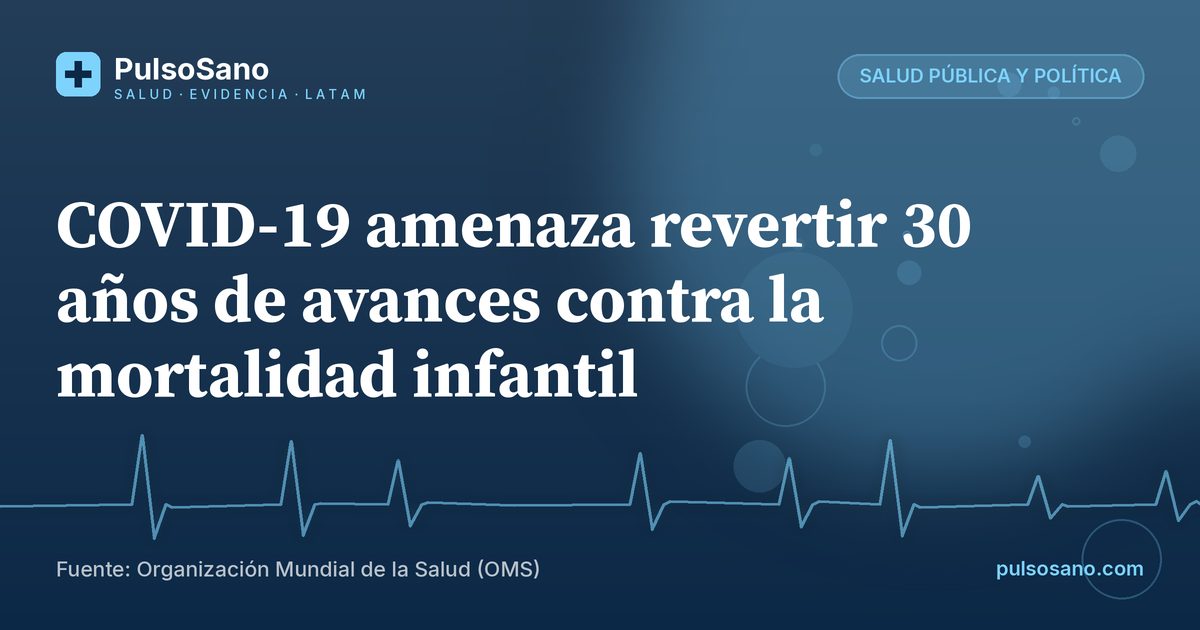 PulsoSano
SALUD · EVIDENCIA · LATAM
SALUD PÚBLICA Y POLÍTICA
COVID-19 amenaza revertir 30
años de avances contra la
mortalidad infantil
Fuente: Organización Mundial de la Salud (OMS)
pulsosano.com